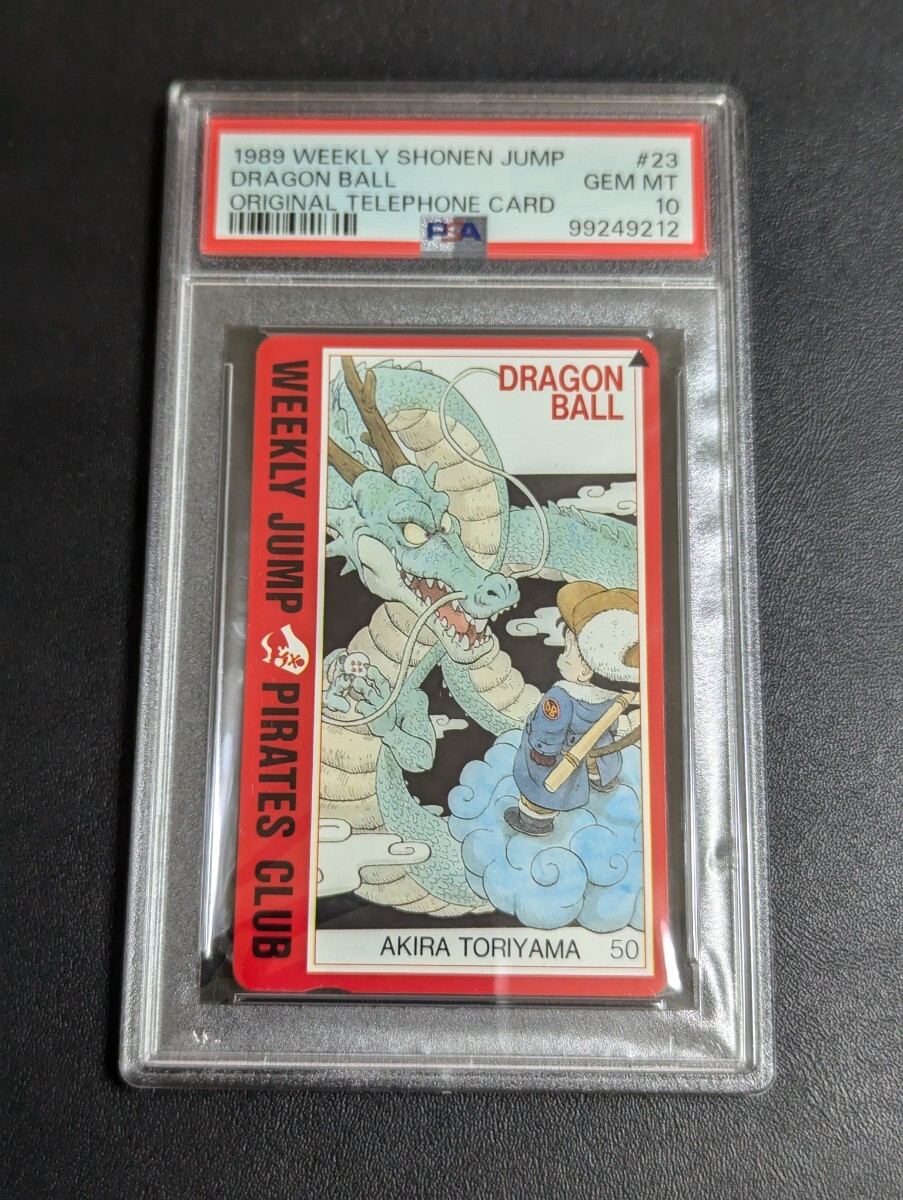 1989 WEEKLY SHONEN JUMP #23
DRAGON BALL GEM MT
ORIGINAL TELEPHONE CARD 10
PSA 99249212
WEEKLY JUMP PIRATES CLUB
DRAGON
BALL
AKIRA TORIYAMA 50